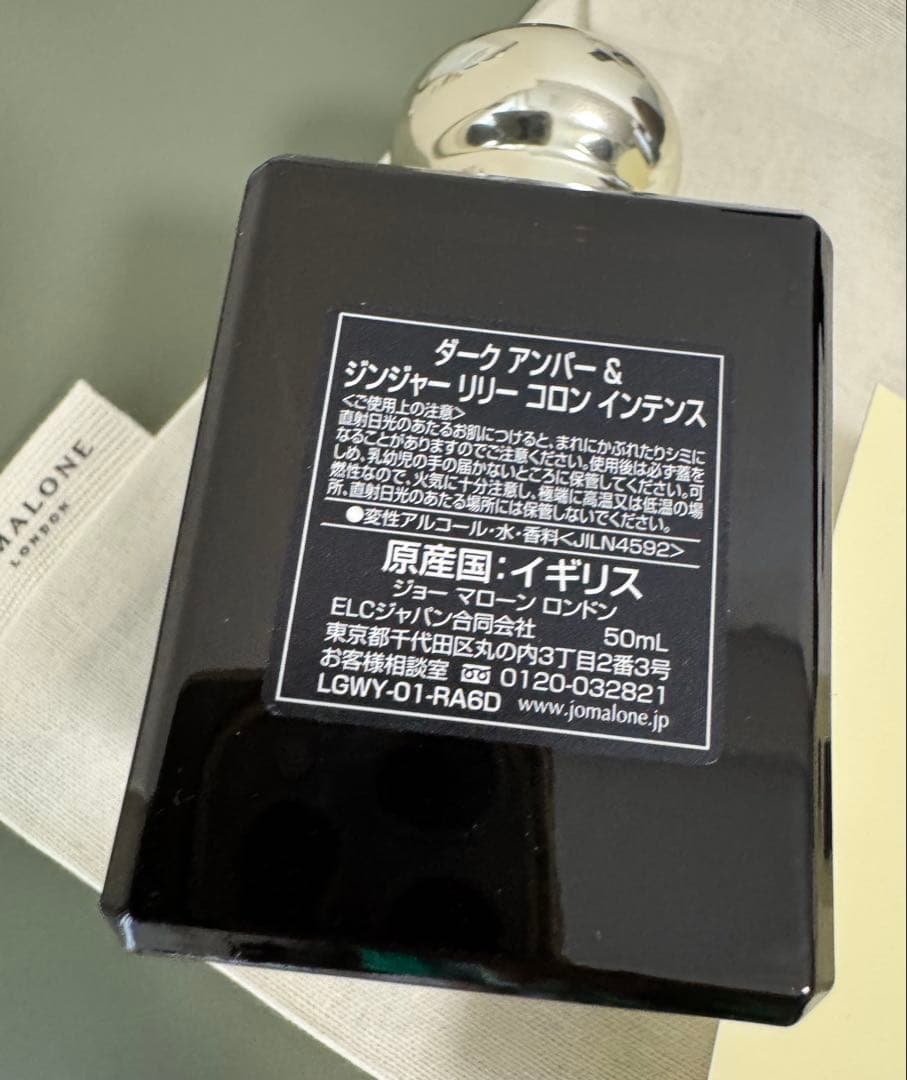 ダーク アンバー &
ジンジャー リリー コロン インテンス
<ご使用上の注意>
直射日光のあたるお肌につけると、まれにかぶれたりシミに
なることがありますのでご注意ください。使用後は必ず蓋を
しめ、乳幼児の手の届かないところに保管してください。可
燃性なので、火気に十分注意し、極端に高温又は低温の場
所、直射日光のあたる場所には保管しないでください。
●変性アルコール・水・香料<JILN4592>
原産国:イギリス
ジョー マローン ロンドン
ELCジャパン合同会社 50mL
東京都千代田区丸の内3丁目2番3号
お客様相談室 0120-032821
LGWY-01-RA6D www.jomalone.jp
MALONE
LONDON